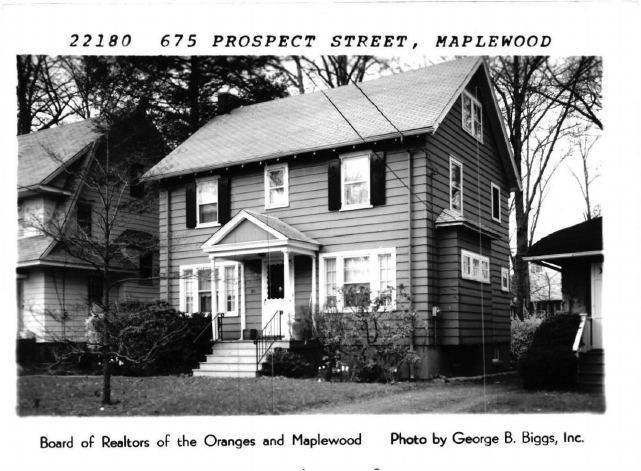 22180 675 PROSPECT STREET, MAPLEWOOD
Board of Realtors of the Oranges and Maplewood Photo by George B. Biggs, Inc.